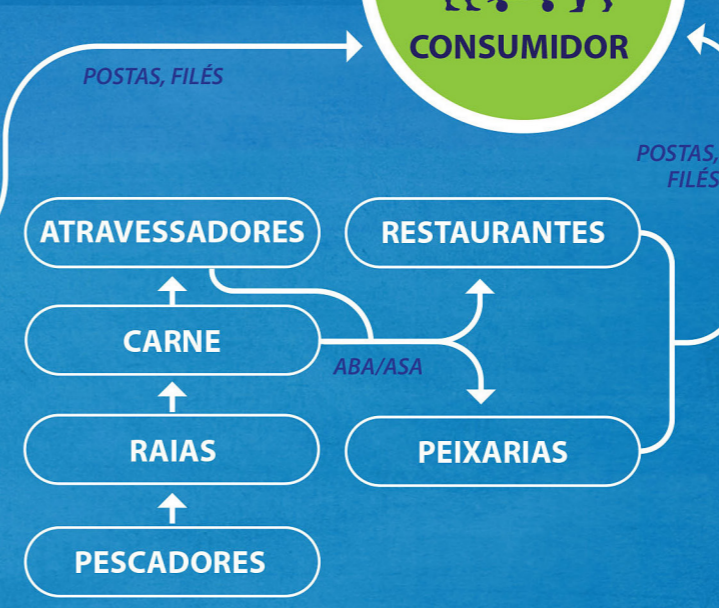 CONSUMIDOR
POSTAS, FILÉS
POSTAS,
FILÉS
ATRAVESSADORES
RESTAURANTES
CARNE
ABA/ASA
RAIAS
PEIXARIAS
PESCADORES